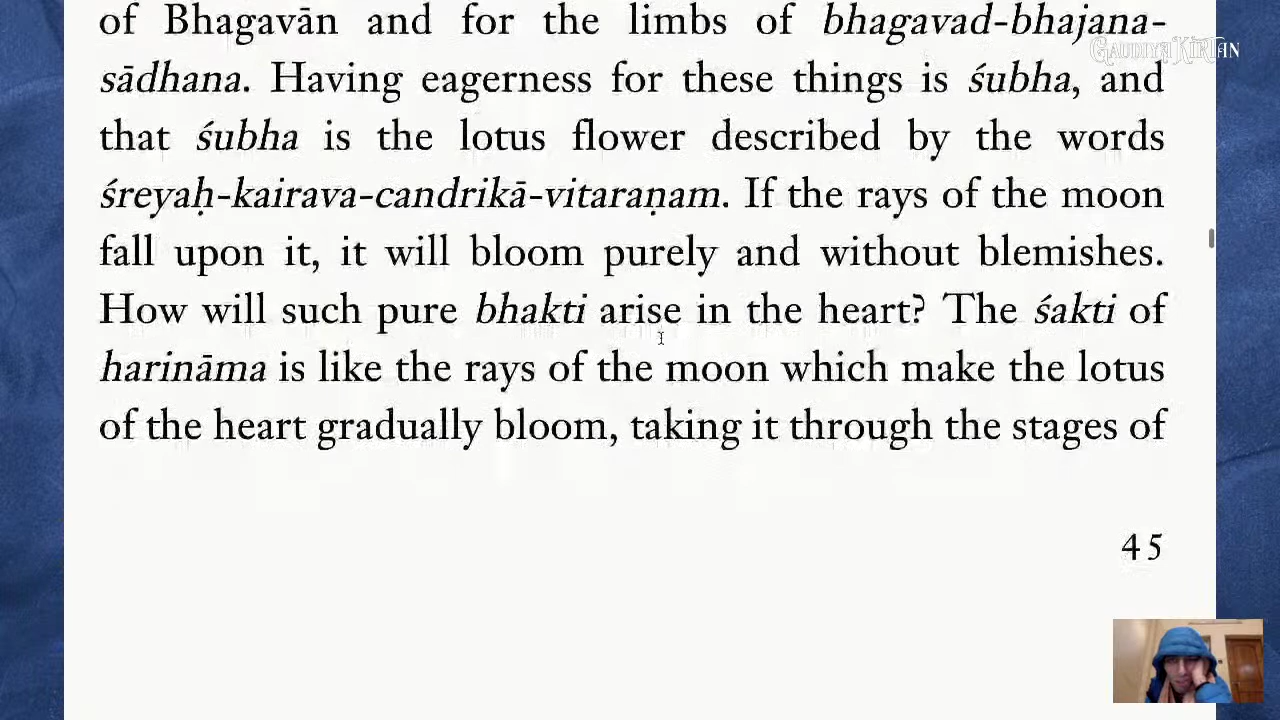 of Bhagavān and for the limbs of bhagavad-bhajana-
GAUDIYA KIRTAN
sādhana. Having eagerness for these things is śubha, and
that śubha is the lotus flower described by the words
śreyaḥ-kairava-candrikā-vitaraṇam. If the rays of the moon
fall upon it, it will bloom purely and without blemishes.
How will such pure bhakti arise in the heart? The śakti of
harināma is like the rays of the moon which make the lotus
of the heart gradually bloom, taking it through the stages of
45